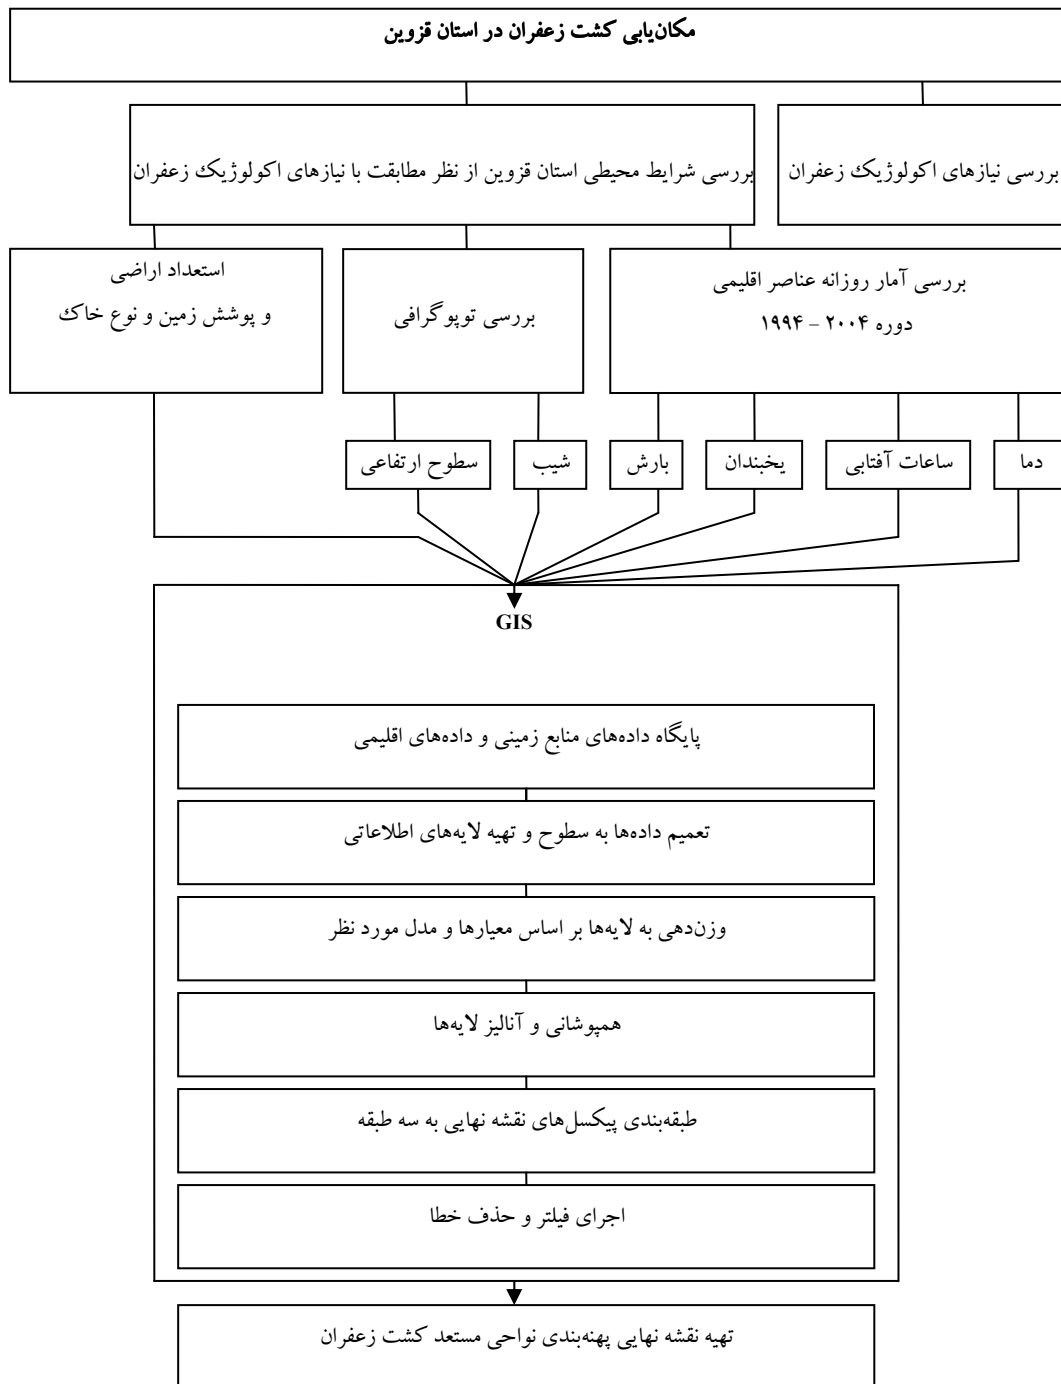 مکان‌یابی کشت زعفران در استان قزوین
بررسی نیازهای اکولوژیک زعفران
بررسی شرایط محیطی استان قزوین از نظر مطابقت با نیازهای اکولوژیک زعفران
بررسی آمار روزانه عناصر اقلیمی
دوره ۲۰۰۴ – ۱۹۹۴
بررسی توپوگرافی
استعداد اراضی
و پوشش زمین و نوع خاک
دما
ساعات آفتابی
یخبندان
بارش
شیب
سطوح ارتفاعی
GIS
پایگاه داده‌های منابع زمینی و داده‌های اقلیمی
تعمیم داده‌ها به سطوح و تهیه لایه‌های اطلاعاتی
وزن‌دهی به لایه‌ها بر اساس معیارها و مدل مورد نظر
همپوشانی و آنالیز لایه‌ها
طبقه‌بندی پیکسل‌های نقشه نهایی به سه طبقه
اجرای فیلتر و حذف خطا
تهیه نقشه نهایی پهنه‌بندی نواحی مستعد کشت زعفران